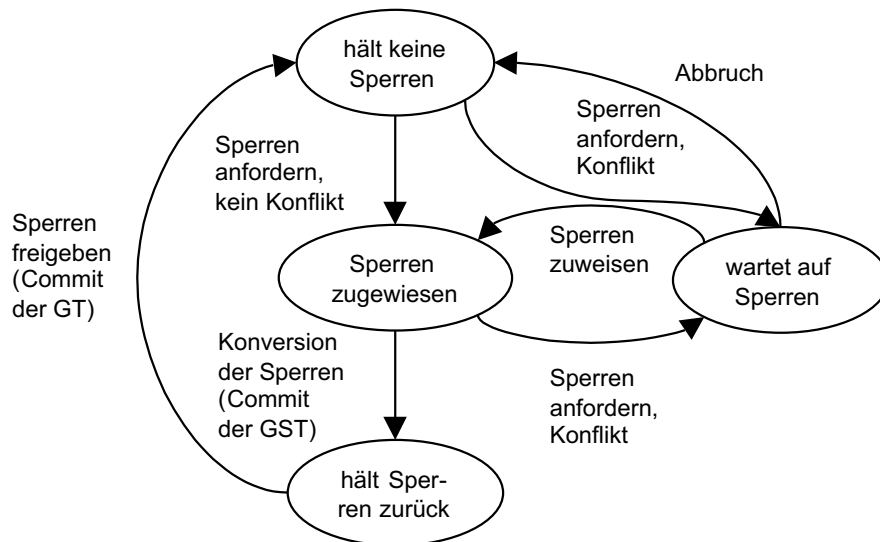 hält keine
Sperren
Abbruch
Sperren
anfordern,
Konflikt
Sperren
anfordern,
kein Konflikt
Sperren
freigeben
(Commit
der GT)
Sperren
zuweisen
Sperren
zugewiesen
wartet auf
Sperren
Konversion
der Sperren
(Commit
der GST)
Sperren
anfordern,
Konflikt
hält Sper-
ren zurück